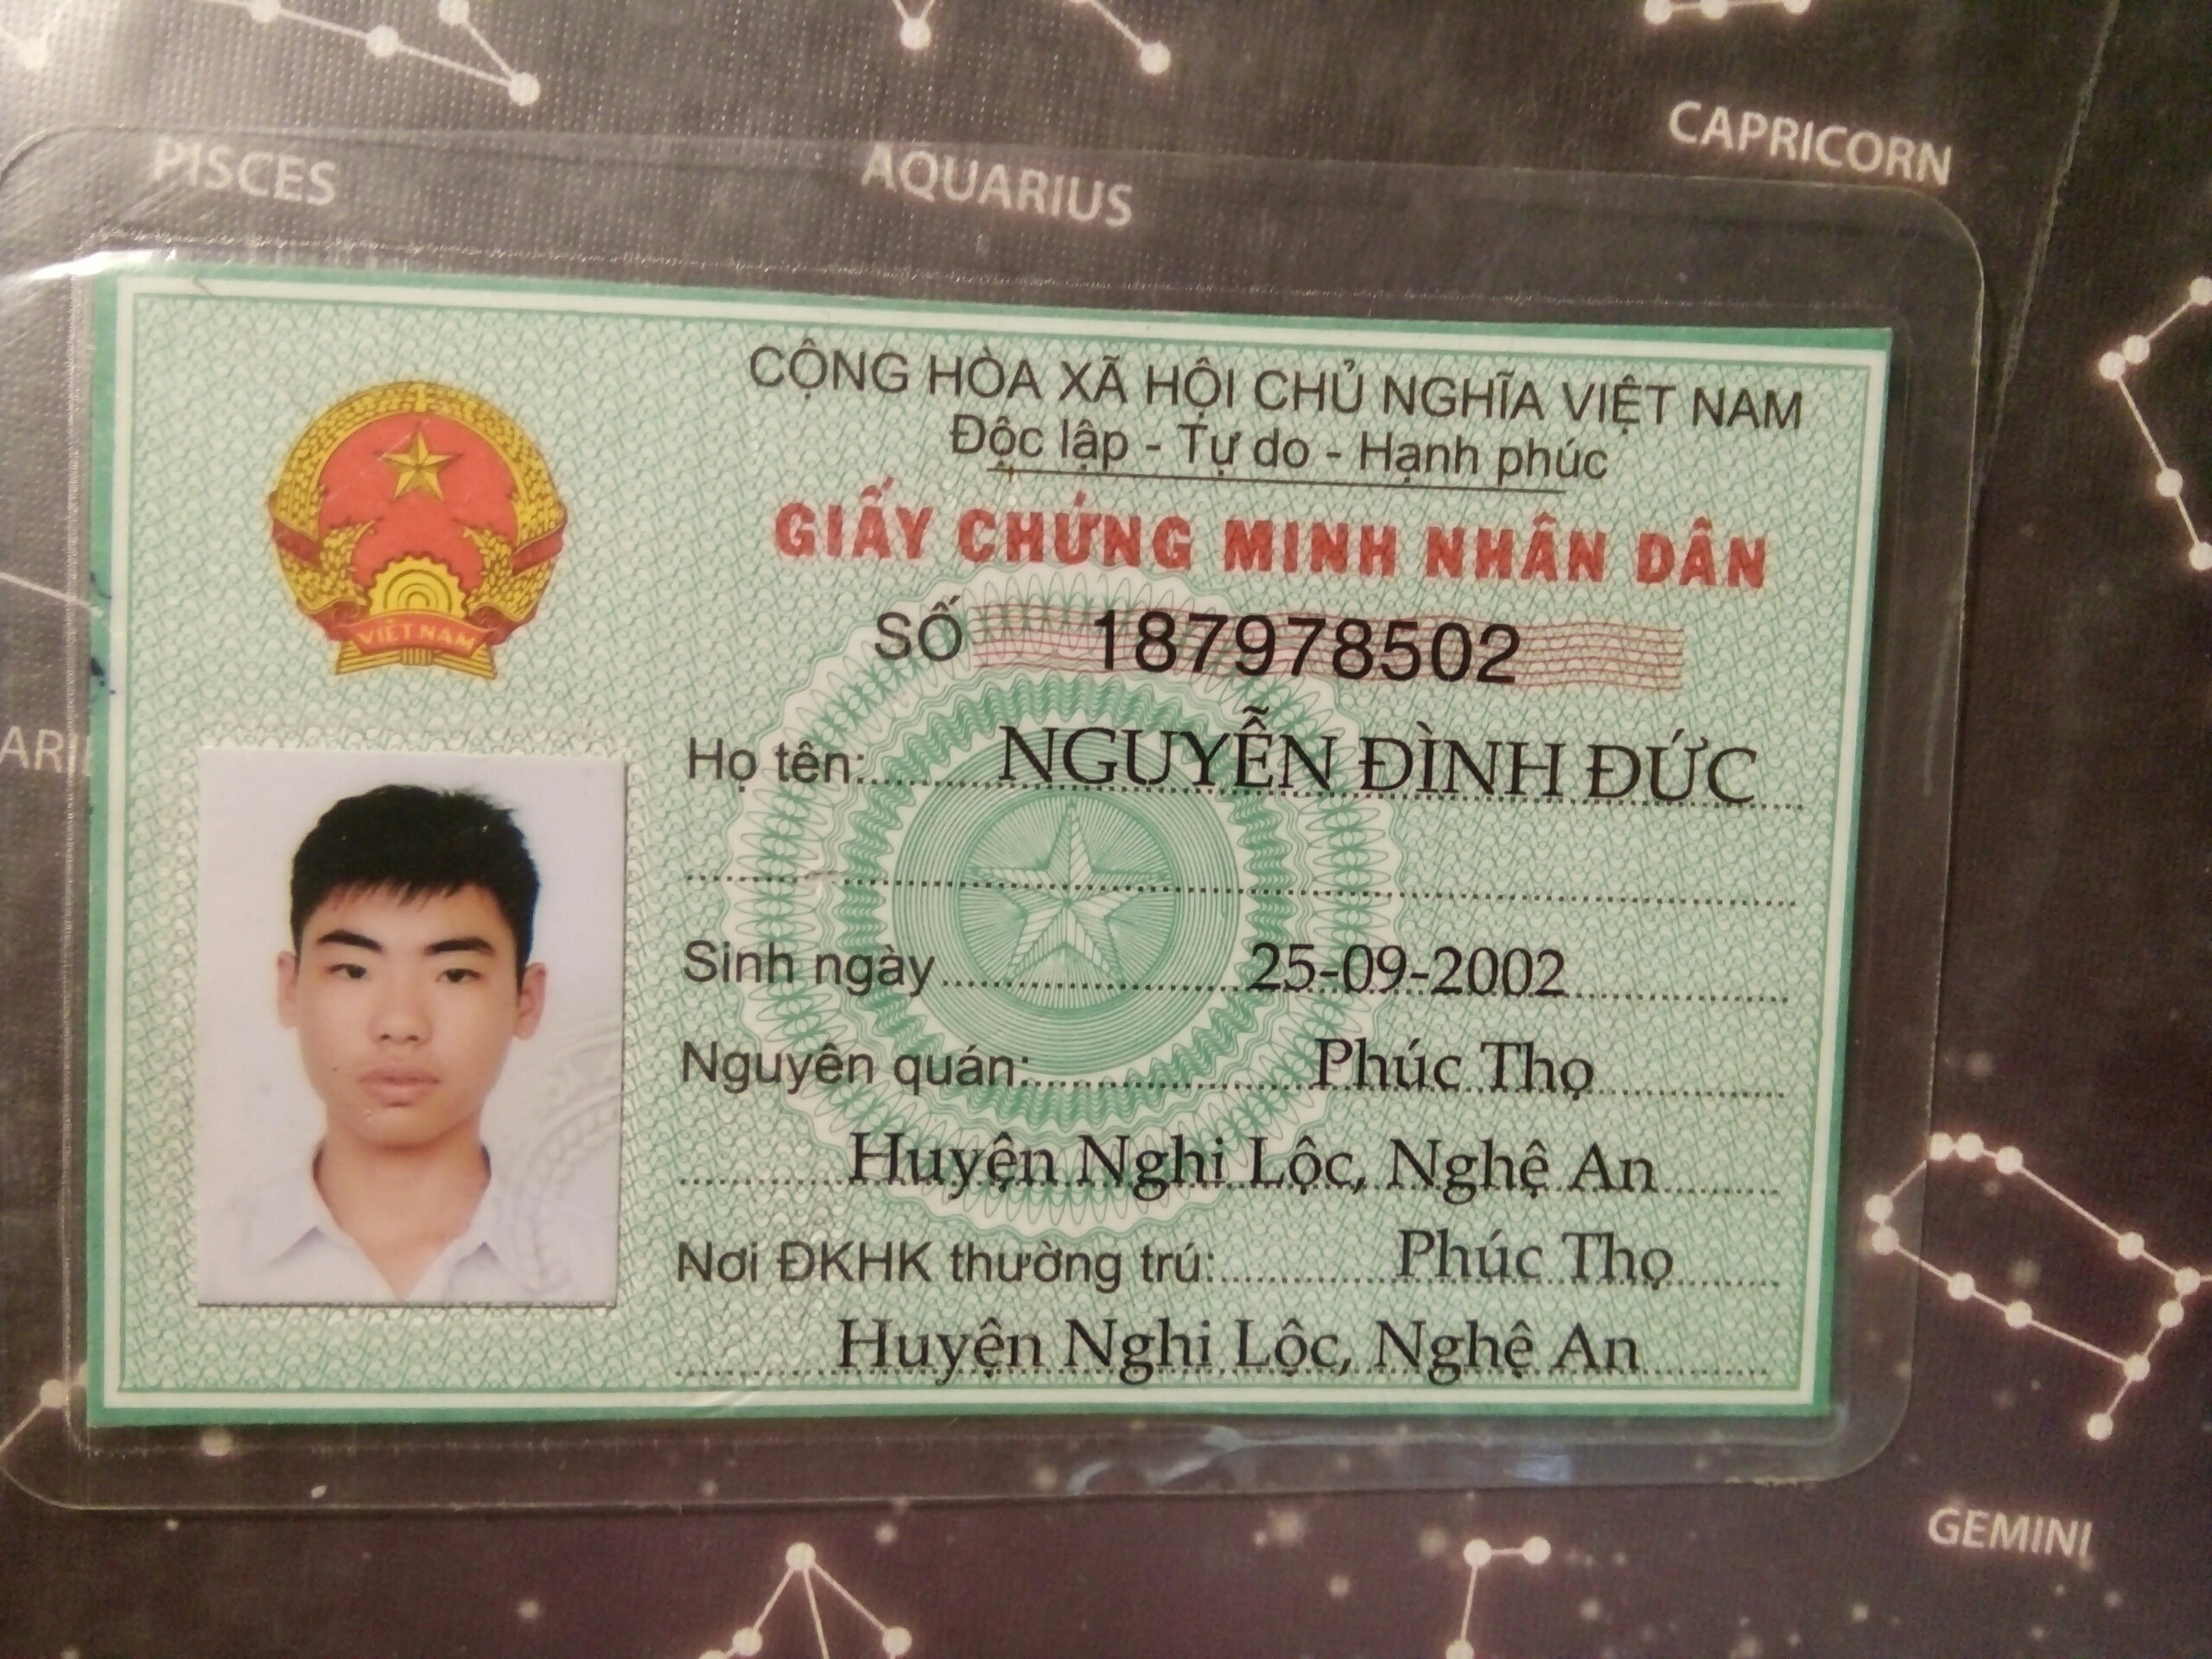 PISCES
AQUARIUS
CAPRICORN
CỘNG HÒA XÃ HỘI CHỦ NGHĨA VIỆT NAM
Độc lập - Tự do - Hạnh phúc
GIẤY CHỨNG MINH NHÂN DÂN
VIỆT NAM
SỐ 187978502
Họ tên: NGUYỄN ĐÌNH ĐỨC
Sinh ngày 25-09-2002
Nguyên quán: Phúc Thọ
Huyện Nghi Lộc, Nghệ An
Nơi ĐKHK thường trú: Phúc Thọ
Huyện Nghi Lộc, Nghệ An
GEMINI